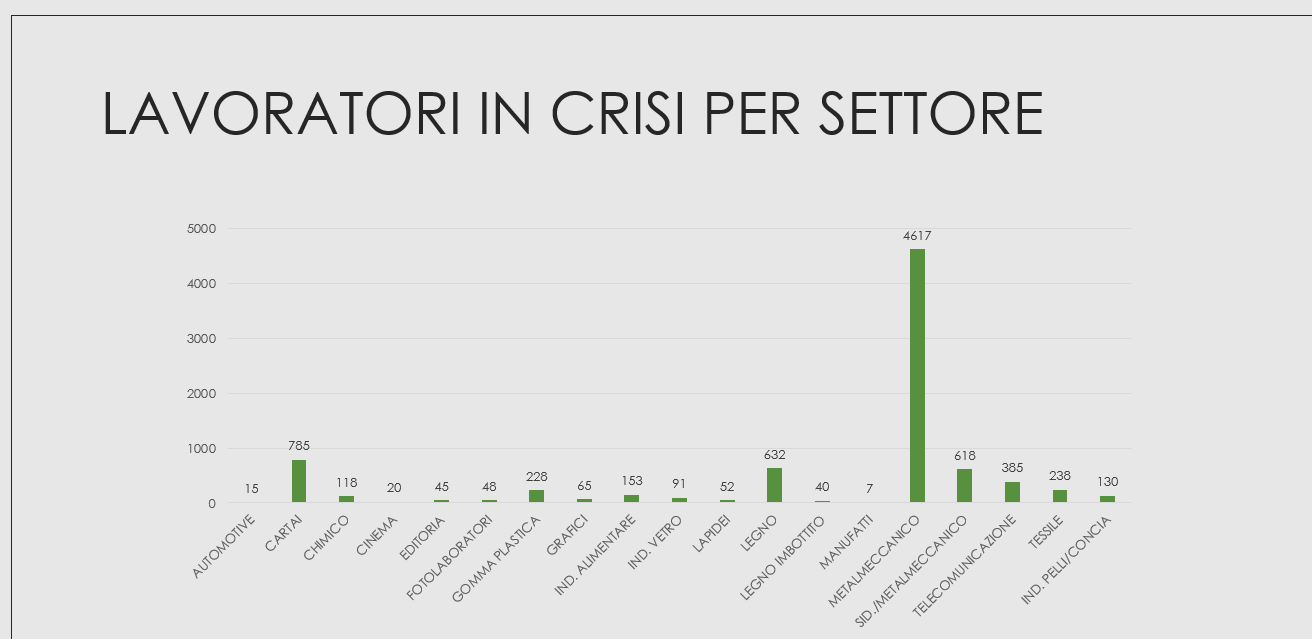 LAVORATORI IN CRISI PER SETTORE
5000
4000
3000
2000
1000
0
15
785
118
20
45
48
228
65
153
91
52
632
40
7
4617
618
385
238
130
AUTOMOTIVE
CARTAI
CHIMICO
CINEMA
EDITORIA
FOTOLABORATORI
GOMMA PLASTICA
GRAFICI
IND. ALIMENTARE
IND. VETRO
LAPIDEI
LEGNO
LEGNO IMBOTTITO
MANUFATTI
METALMECCANICO
SID./METALMECCANICO
TELECOMUNICAZIONE
TESSILE
IND. PELLI/CONCIA